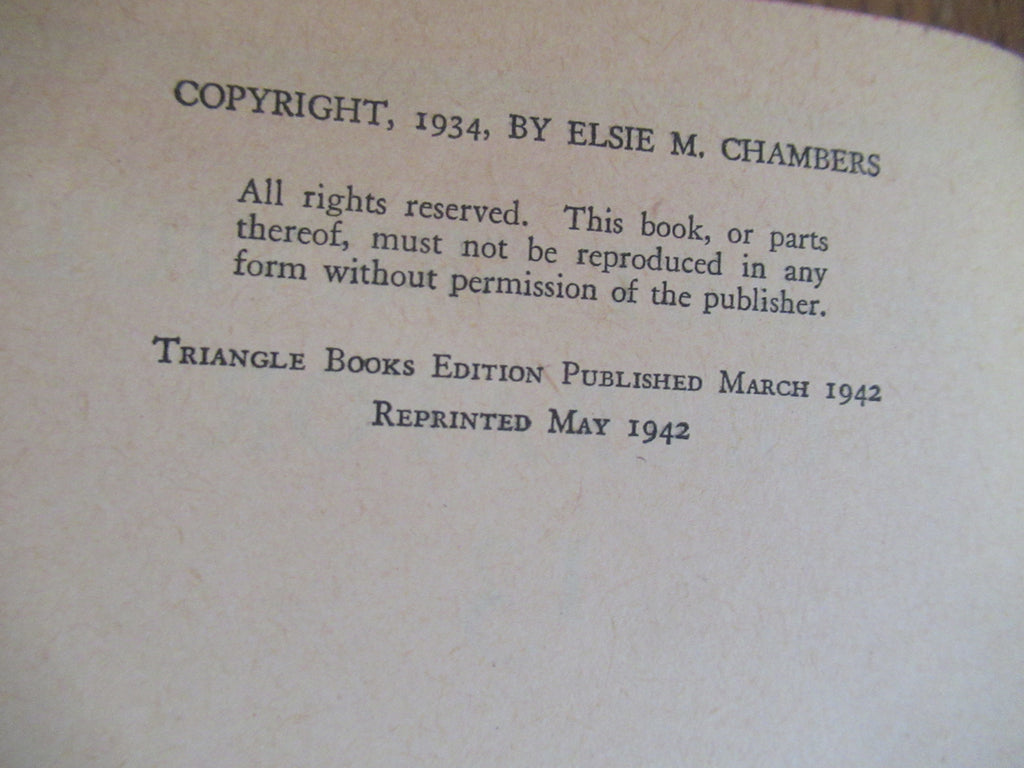 COPYRIGHT, 1934, BY ELSIE M. CHAMBERS
All rights reserved. This book, or parts
thereof, must not be reproduced in any
form without permission of the publisher.
TRIANGLE BOOKS EDITION PUBLISHED MARCH 1942
REPRINTED MAY 1942